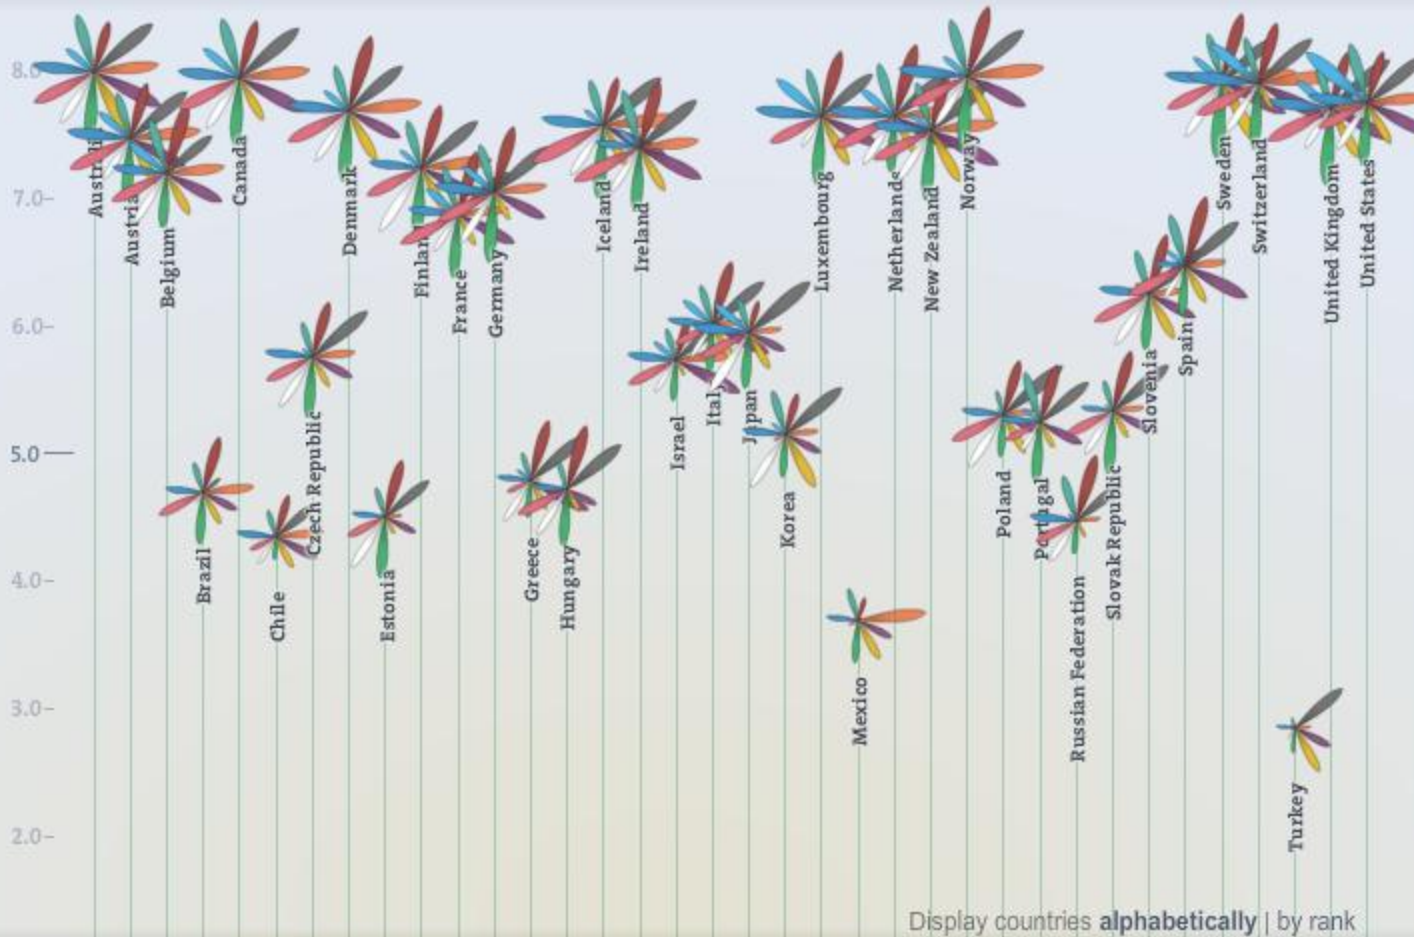 8.0
7.0
6.0
5.0
4.0
3.0
2.0
Austria
Belgium
Brazil
Canada
Chile
Czech Republic
Denmark
Estonia
France
Germany
Greece
Hungary
Iceland
Ireland
Israel
Korea
Luxembourg
Mexico
Netherlands
New Zealand
Norway
Poland
Portugal
Russian Federation
Slovak Republic
Slovenia
Spain
Sweden
Switzerland
Turkey
United Kingdom
United States
Display countries alphabetically | by rank